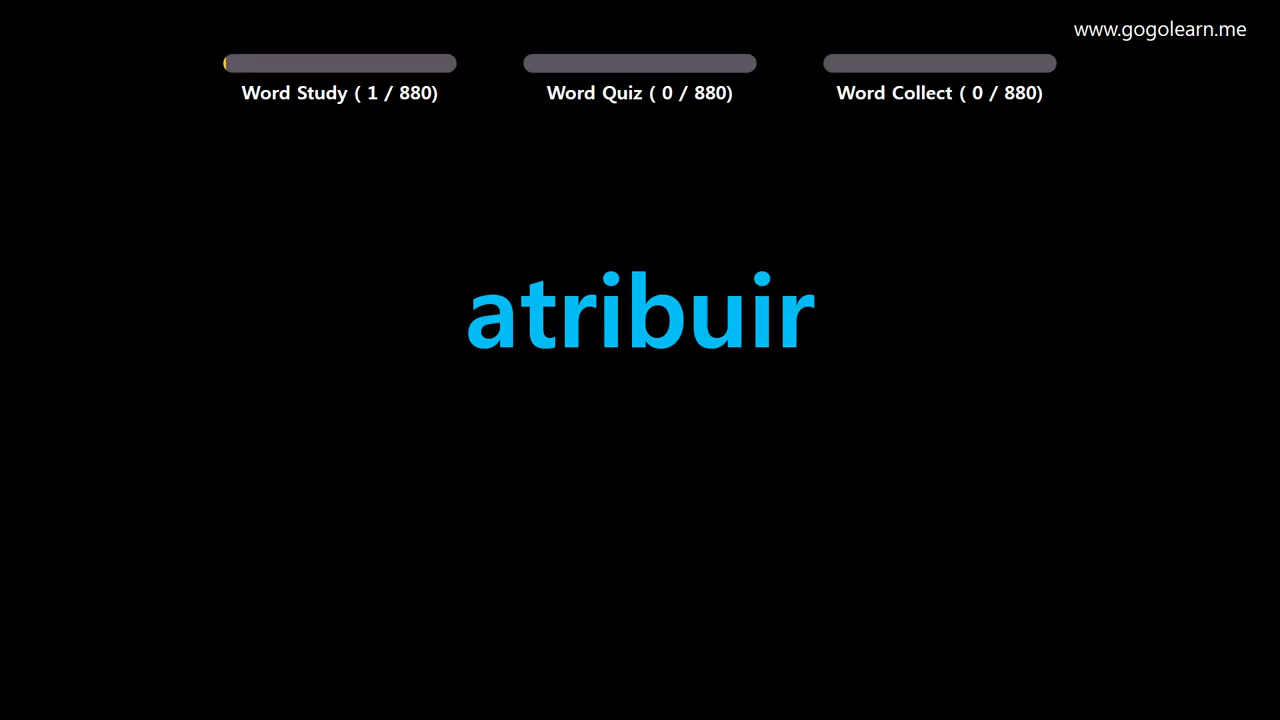 www.gogolearn.me
Word Study ( 1 / 880)
Word Quiz ( 0 / 880)
Word Collect ( 0 / 880)
atribuir